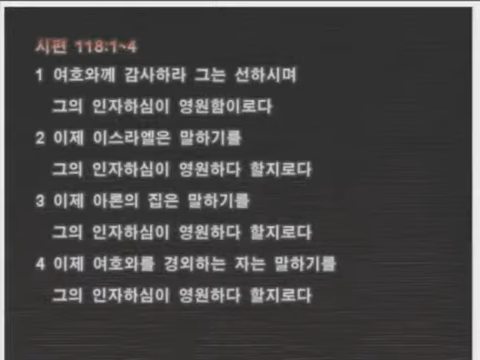 시편 118:1~4
1 여호와께 감사하라 그는 선하시며
그의 인자하심이 영원함이로다
2 이제 이스라엘은 말하기를
그의 인자하심이 영원하다 할지로다
3 이제 아론의 집은 말하기를
그의 인자하심이 영원하다 할지로다
4 이제 여호와를 경외하는 자는 말하기를
그의 인자하심이 영원하다 할지로다